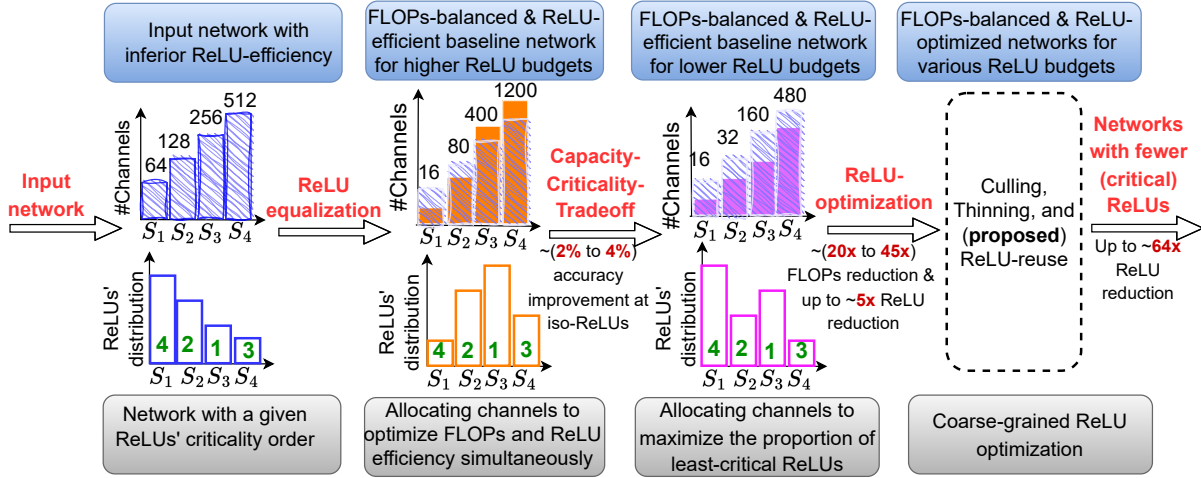 Input network with
inferior ReLU-efficiency
FLOPs-balanced & ReLU-
efficient baseline network
for higher ReLU budgets
FLOPs-balanced & ReLU-
efficient baseline network
for lower ReLU budgets
FLOPs-balanced & ReLU-
optimized networks for
various ReLU budgets
Input
network
#Channels
64
128
256
512
S1 S2 S3 S4
ReLUs'
distribution
4 2 1 3
S1 S2 S3 S4
Network with a given
ReLUs' criticality order
ReLU
equalization
#Channels
16
80
400
1200
S1 S2 S3 S4
ReLUs'
distribution
4 2 1 3
S1 S2 S3 S4
Allocating channels to
optimize FLOPs and ReLU
efficiency simultaneously
Capacity-
Criticality-
Tradeoff
~(2% to 4%)
accuracy
improvement at
iso-ReLUs
#Channels
16
32
160
480
S1 S2 S3 S4
ReLUs'
distribution
4 2 1 3
S1 S2 S3 S4
Allocating channels to
maximize the proportion of
least-critical ReLUs
ReLU-
optimization
~(20x to 45x)
FLOPs reduction &
up to ~5x ReLU
reduction
Culling,
Thinning, and
(proposed)
ReLU-reuse
Coarse-grained ReLU
optimization
Networks
with fewer
(critical)
ReLUs
Up to ~64x
ReLU
reduction